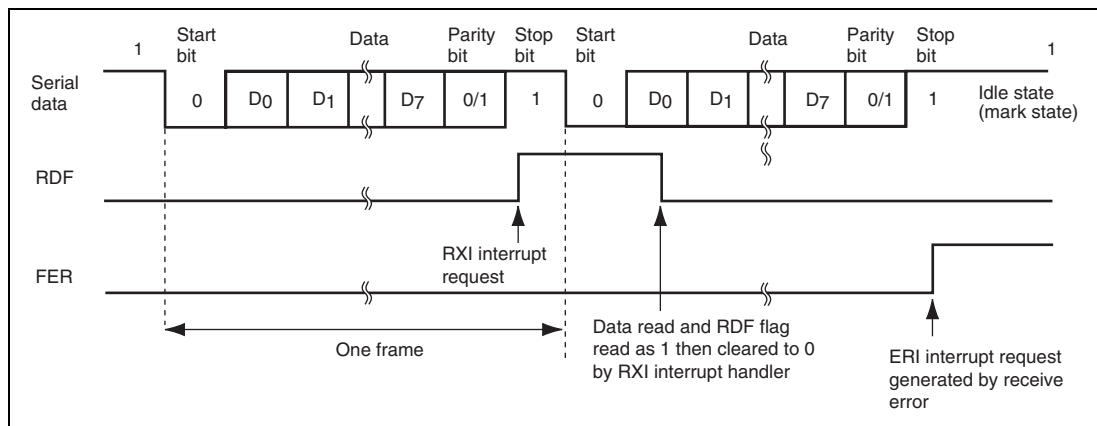 1 Start bit Data Parity bit Stop bit Start bit Data Parity bit Stop bit 1
Serial data 0 D0 D1 D7 0/1 1 0 D0 D1 D7 0/1 1 Idle state (mark state)
RDF
RXI interrupt
request
FER
Data read and RDF flag
read as 1 then cleared to 0
by RXI interrupt handler
One frame
ERI interrupt request
generated by receive
error